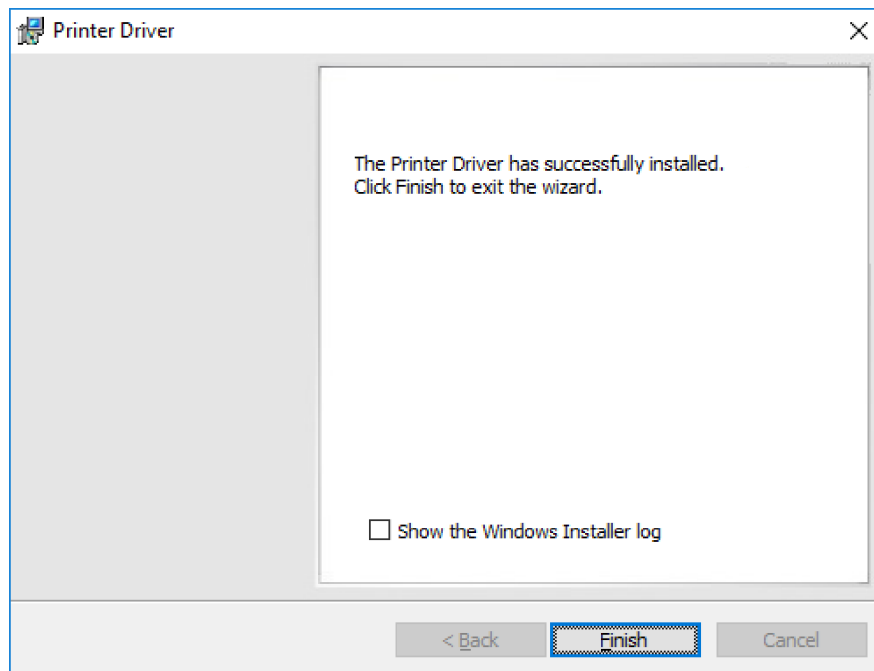 Printer Driver
The Printer Driver has successfully installed.
Click Finish to exit the wizard.
Show the Windows Installer log
< Back
Finish
Cancel